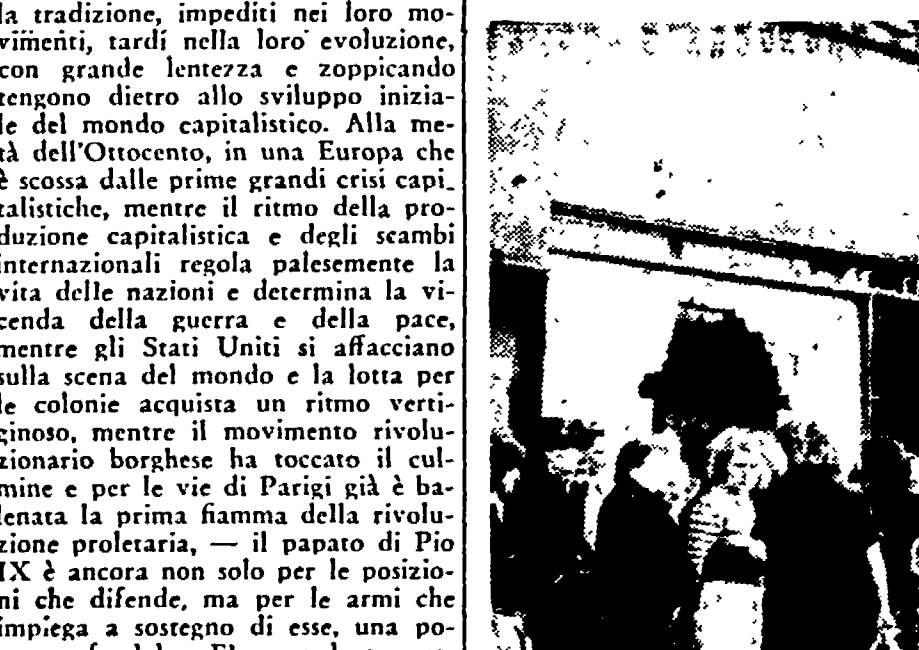 la tradizione, impediti nei loro mo-
vimenti, tardi nella loro evoluzione,
con grande lentezza e zoppicando
tengono dietro allo sviluppo inizia-
le del mondo capitalistico. Alla me-
tà dell'Ottocento, in una Europa che
è scossa dalle prime grandi crisi capi_
talistiche, mentre il ritmo della pro-
duzione capitalistica e degli scambi
internazionali regola palesemente la
vita delle nazioni e determina la vi-
cenda della guerra e della pace,
mentre gli Stati Uniti si affacciano
sulla scena del mondo e la lotta per
le colonie acquista un ritmo verti-
ginoso, mentre il movimento rivolu-
zionario borghese ha toccato il cul-
mine e per le vie di Parigi già è ba-
lenata la prima fiamma della rivolu-
zione proletaria, — il papato di Pio
IX è ancora non solo per le posizio-
ni che difende, ma per le armi che
impiega a sostegno di esse, una po-